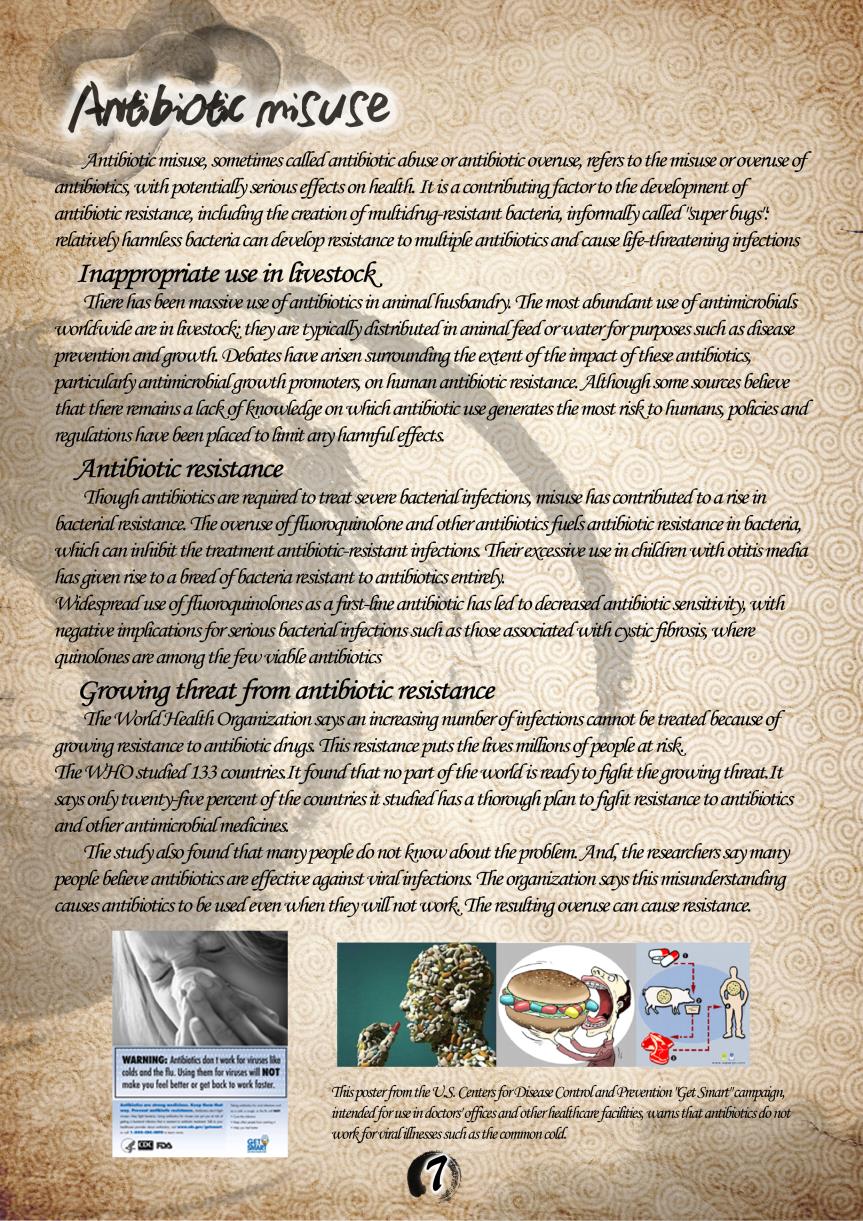 Antibiotic misuse
Antibiotic misuse, sometimes called antibiotic abuse or antibiotic overuse, refers to the misuse or overuse of
antibiotics, with potentially serious effects on health. It is a contributing factor to the development of
antibiotic resistance, including the creation of multidrug-resistant bacteria, informally called "super bugs":
relatively harmless bacteria can develop resistance to multiple antibiotics and cause life-threatening infections
Inappropriate use in livestock
There has been massive use of antibiotics in animal husbandry. The most abundant use of antimicrobials
worldwide are in livestock; they are typically distributed in animal feed or water for purposes such as disease
prevention and growth. Debates have arisen surrounding the extent of the impact of these antibiotics,
particularly antimicrobial growth promoters, on human antibiotic resistance. Although some sources believe
that there remains a lack of knowledge on which antibiotic use generates the most risk to humans, policies and
regulations have been placed to limit any harmful effects.
Antibiotic resistance
Though antibiotics are required to treat severe bacterial infections, misuse has contributed to a rise in
bacterial resistance. The overuse of fluoroquinolone and other antibiotics fuels antibiotic resistance in bacteria,
which can inhibit the treatment antibiotic-resistant infections. Their excessive use in children with otitis media
has given rise to a breed of bacteria resistant to antibiotics entirely.
Widespread use of fluoroquinolones as a first-line antibiotic has led to decreased antibiotic sensitivity, with
negative implications for serious bacterial infections such as those associated with cystic fibrosis, where
quinolones are among the few viable antibiotics
Growing threat from antibiotic resistance
The World Health Organization says an increasing number of infections cannot be treated because of
growing resistance to antibiotic drugs. This resistance puts the lives millions of people at risk.
The WHO studied 133 countries.It found that no part of the world is ready to fight the growing threat.It
says only twenty-five percent of the countries it studied has a thorough plan to fight resistance to antibiotics
and other antimicrobial medicines.
The study also found that many people do not know about the problem. And, the researchers say many
people believe antibiotics are effective against viral infections. The organization says this misunderstanding
causes antibiotics to be used even when they will not work. The resulting overuse can cause resistance.
WARNING: Antibiotics don t work for viruses like
colds and the flu. Using them for viruses will NOT
make you feel better or get back to work faster.
Antibiotics are strong medicines. Keep them that
way. Prevent antibiotic resistance.
CDC FDA
GET
SMART
This poster from the U.S. Centers for Disease Control and Prevention "Get Smart" campaign,
intended for use in doctors' offices and other healthcare facilities, warns that antibiotics do not
work for viral illnesses such as the common cold.
7